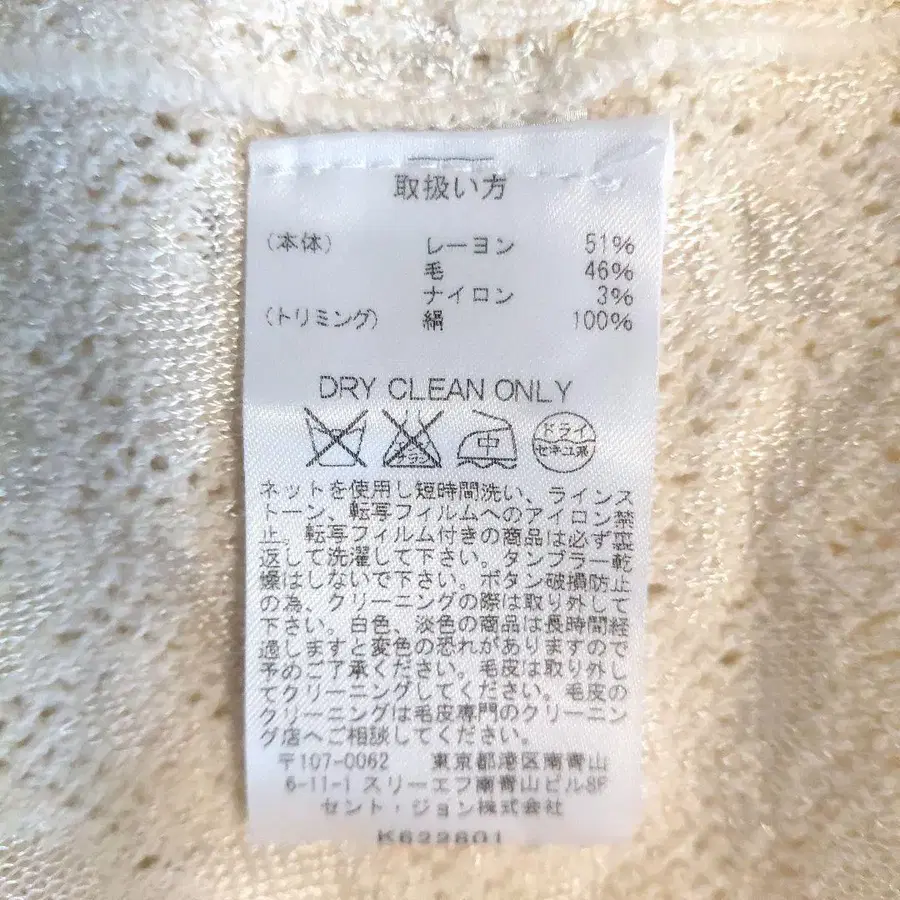 取扱い方
(本体) レーヨン 51%
毛 46%
ナイロン 3%
(トリミング) 絹 100%
DRY CLEAN ONLY
エンソサラシ 中 ドライ
セキユ系
ネットを使用し短時間洗い、ラインス
トーン、転写フィルムへのアイロン禁
止。転写フィルム付きの商品は必ず裏
返して洗濯して下さい。タンブラー乾
燥はしないで下さい。ボタン破損防止
の為、クリーニングの際は取り外して
下さい。白色、淡色の商品は長時間経
過しますと変色の恐れがありますので
予めご了承ください。毛皮は取り外し
てクリーニングしてください。毛皮の
クリーニングは毛皮専門のクリーニン
グ店へご相談してください。
〒107-0062 東京都港区南青山
6-11-1 スリーエフ南青山ビル8F
セント・ジョン株式会社
K622801